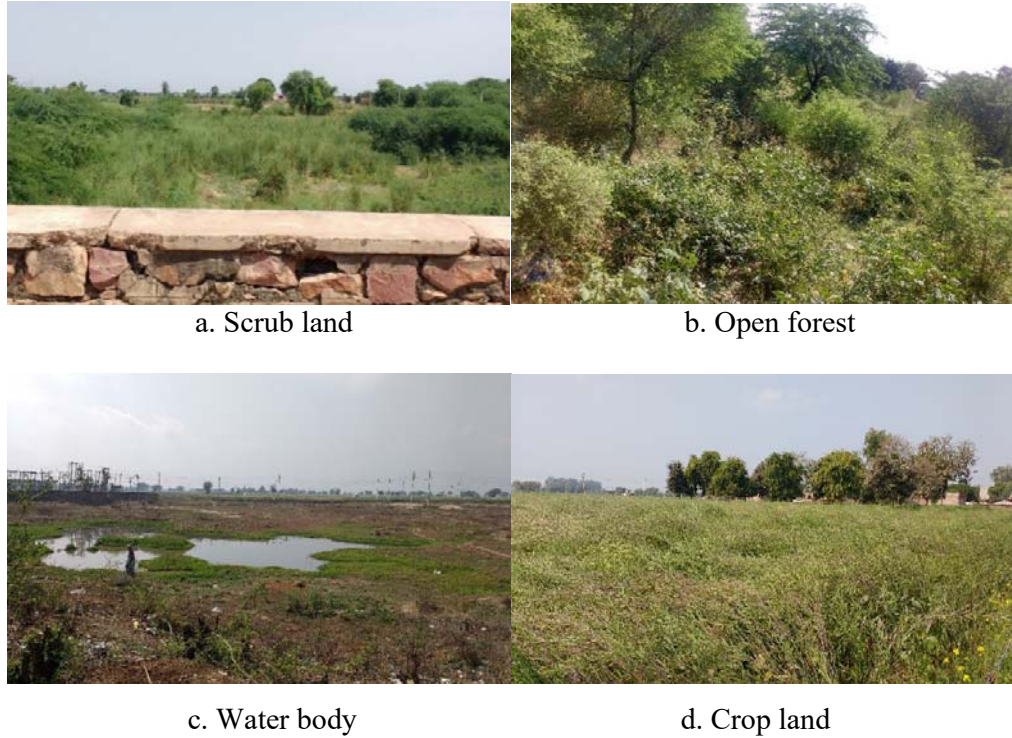 a. Scrub land
b. Open forest
c. Water body
d. Crop land